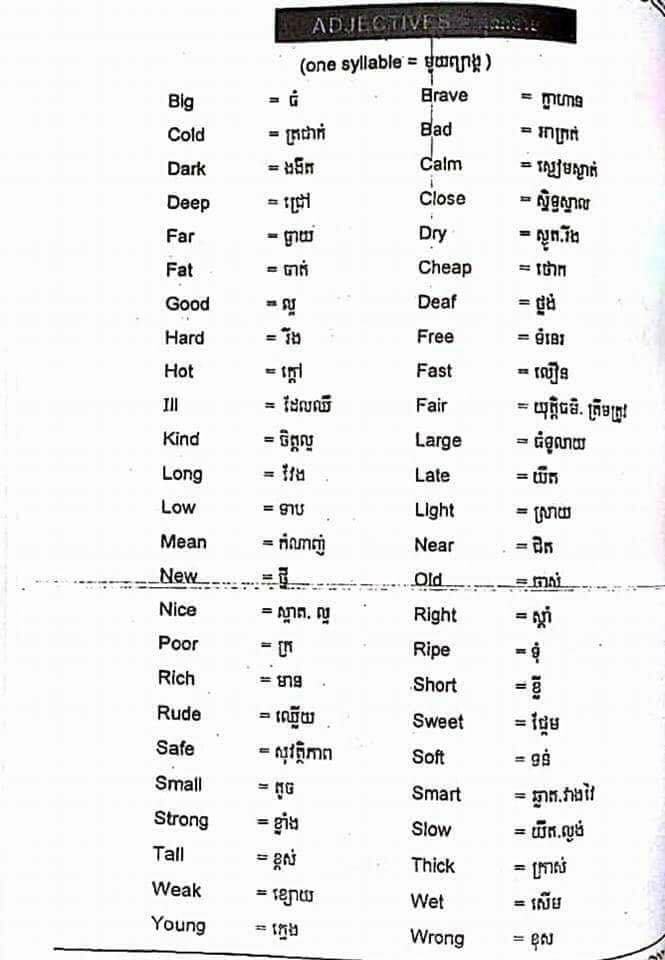 ADJECTIVES
(one syllable = មួយព្យាង្គ)
Big = ធំ
Cold = ត្រជាក់
Dark = ងងឹត
Deep = ជ្រៅ
Far = ឆ្ងាយ
Fat = ធាត់
Good = ល្អ
Hard = រឹង
Hot = ក្តៅ
Ill = ដែលឈឺ
Kind = ចិត្តល្អ
Long = វែង
Low = ទាប
Mean = កំណាញ់
New = ថ្មី
Nice = ស្អាត. ល្អ
Poor = ក្រ
Rich = មាន
Rude = ឈ្លើយ
Safe = សុវត្ថិភាព
Small = តូច
Strong = ខ្លាំង
Tall = ខ្ពស់
Weak = ខ្សោយ
Young = ក្មេង
Brave = ក្លាហាន
Bad = អាក្រក់
Calm = ស្ងៀមស្ងាត់
Close = ស្និទ្ធស្នាល
Dry = ស្ងួត.រីង
Cheap = ថោក
Deaf = ថ្លង់
Free = ទំនេរ
Fast = លឿន
Fair = យុត្តិធម៌. ត្រឹមត្រូវ
Large = ធំទូលាយ
Late = យឺត
Light = ស្រាយ
Near = ជិត
Old = ចាស់
Right = ស្តាំ
Ripe = ទុំ
Short = ខ្លី
Sweet = ផ្អែម
Soft = ទន់
Smart = ឆ្លាត.វាងវៃ
Slow = យឺត.ល្ងង់
Thick = ក្រាស់
Wet = សើម
Wrong = ខុស